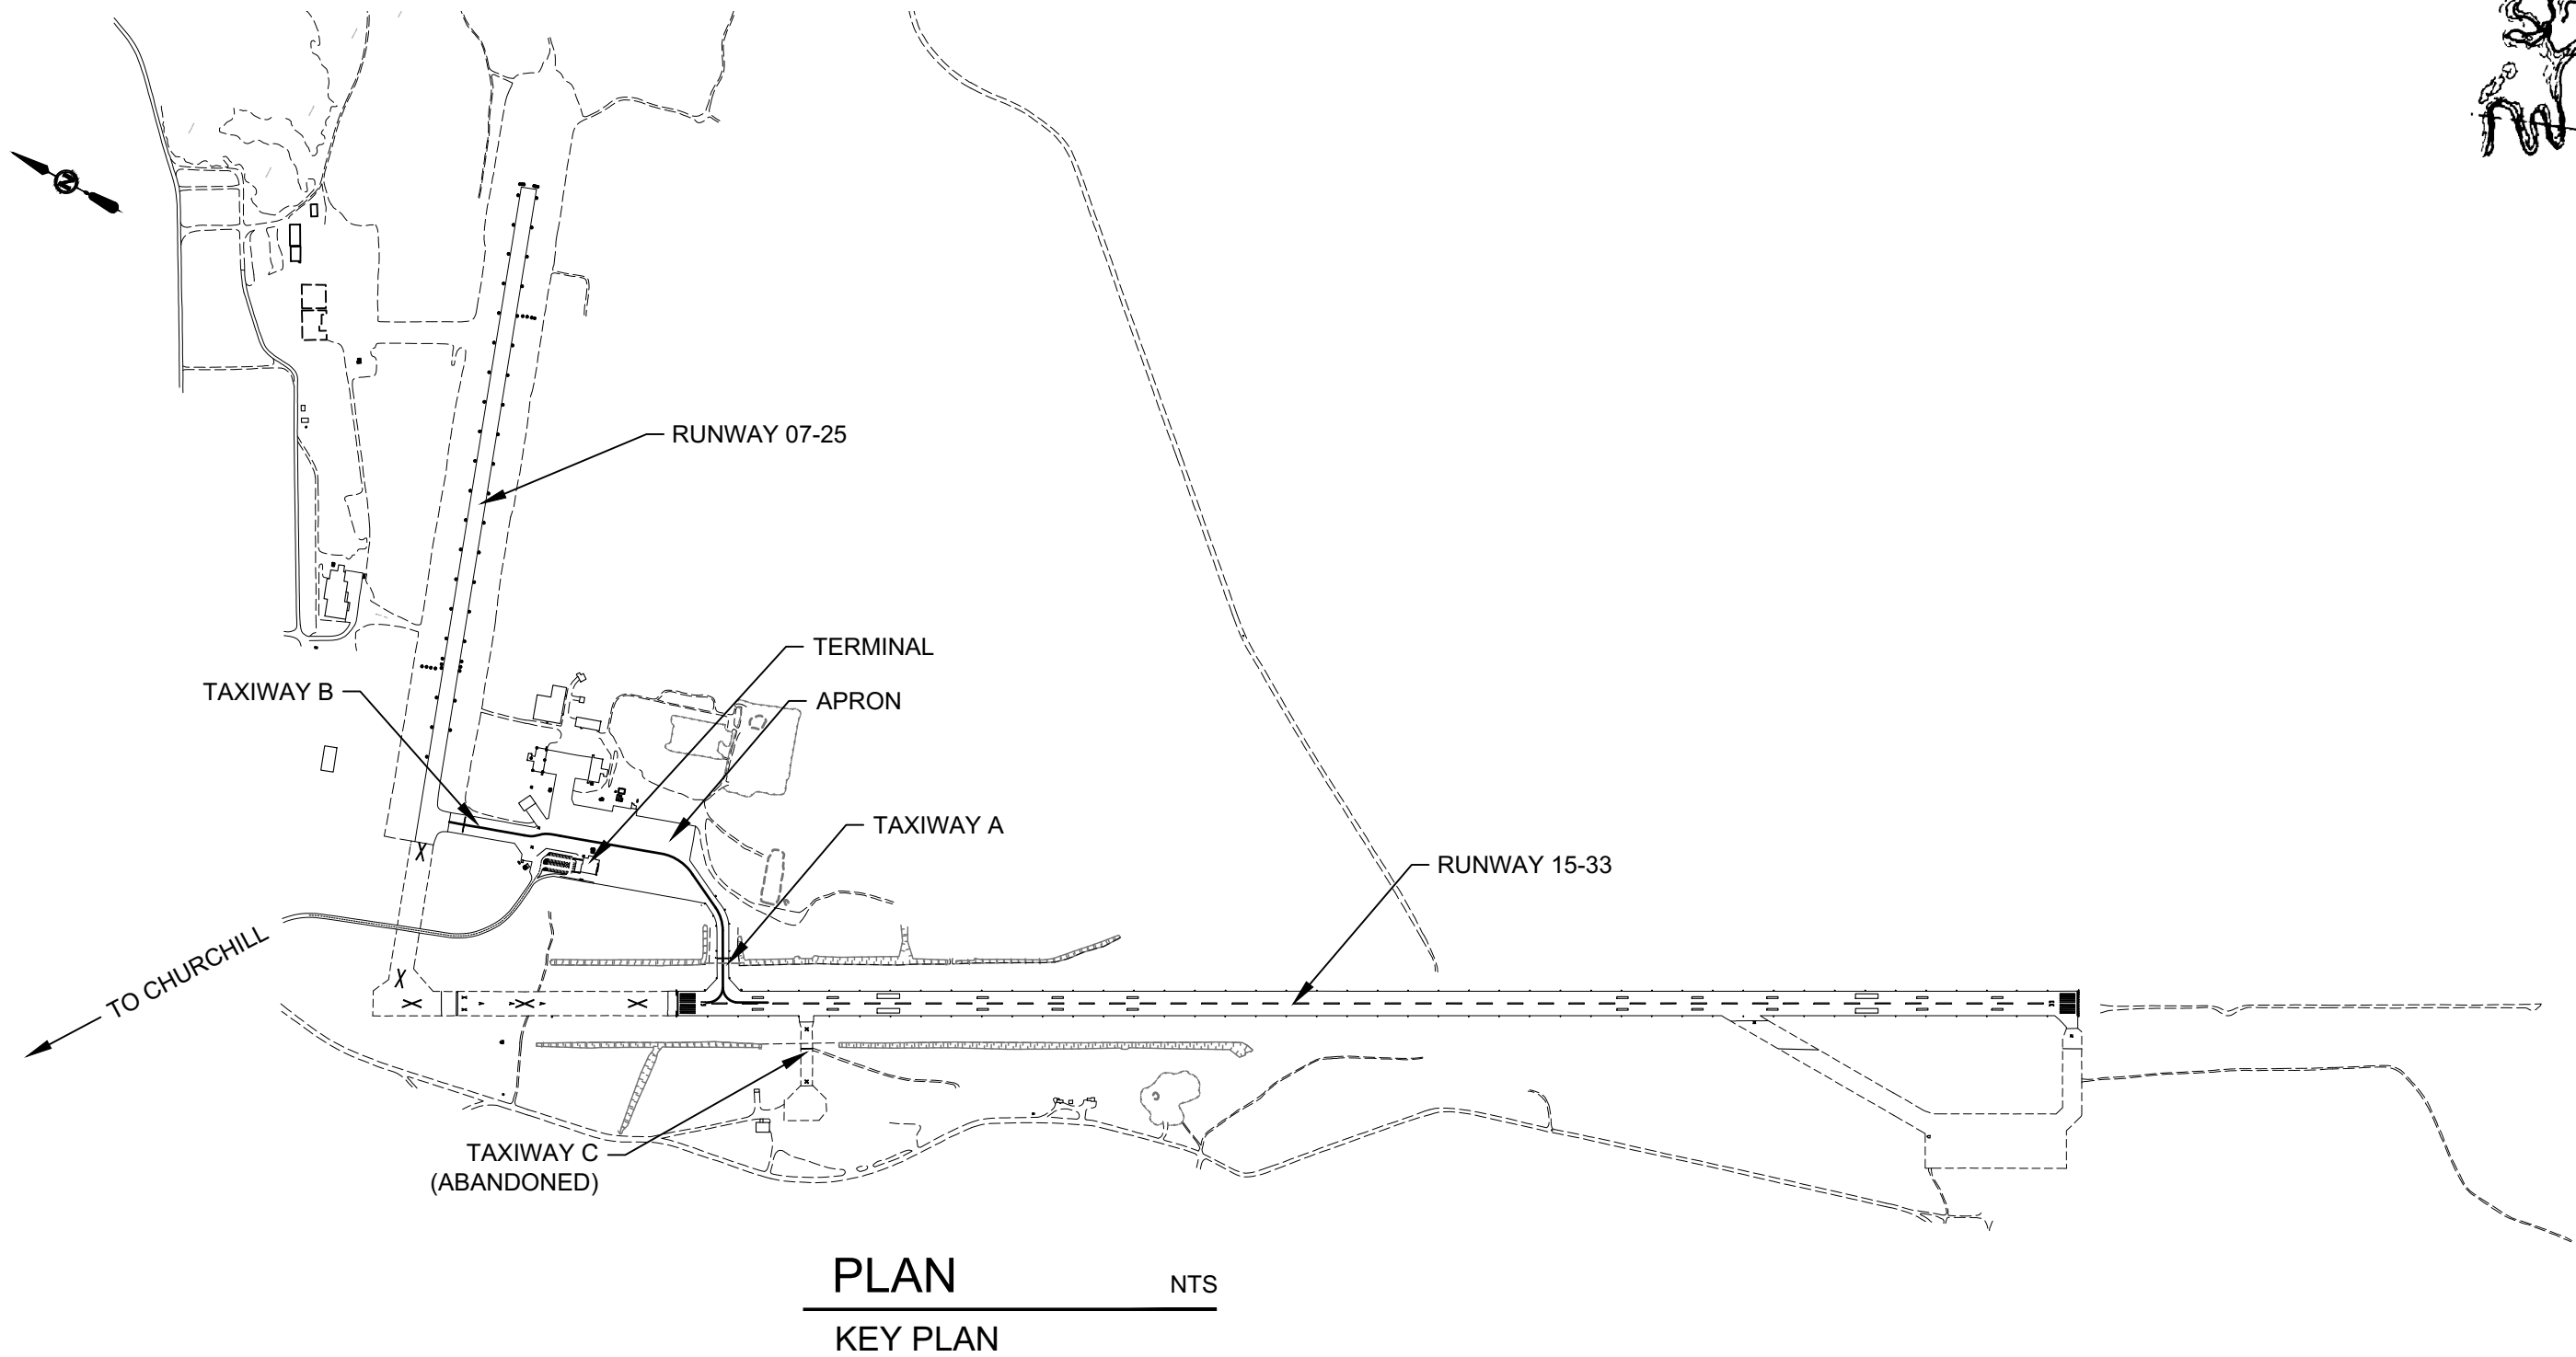 N
RUNWAY 07-25
TERMINAL
TAXIWAY B
APRON
TAXIWAY A
RUNWAY 15-33
TO CHURCHILL
TAXIWAY C
(ABANDONED)
PLAN NTS
KEY PLAN